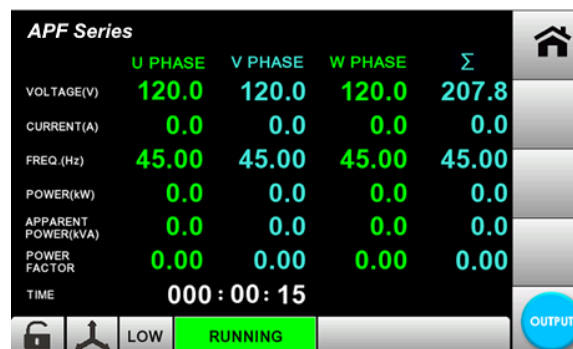 APF Series
U PHASE V PHASE W PHASE Σ
VOLTAGE(V) 120.0 120.0 120.0 207.8
CURRENT(A) 0.0 0.0 0.0 0.0
FREQ.(Hz) 45.00 45.00 45.00 45.00
POWER(kW) 0.0 0.0 0.0 0.0
APPARENT
POWER(kVA) 0.0 0.0 0.0 0.0
POWER
FACTOR 0.00 0.00 0.00 0.00
TIME 000:00:15
LOW RUNNING OUTPUT